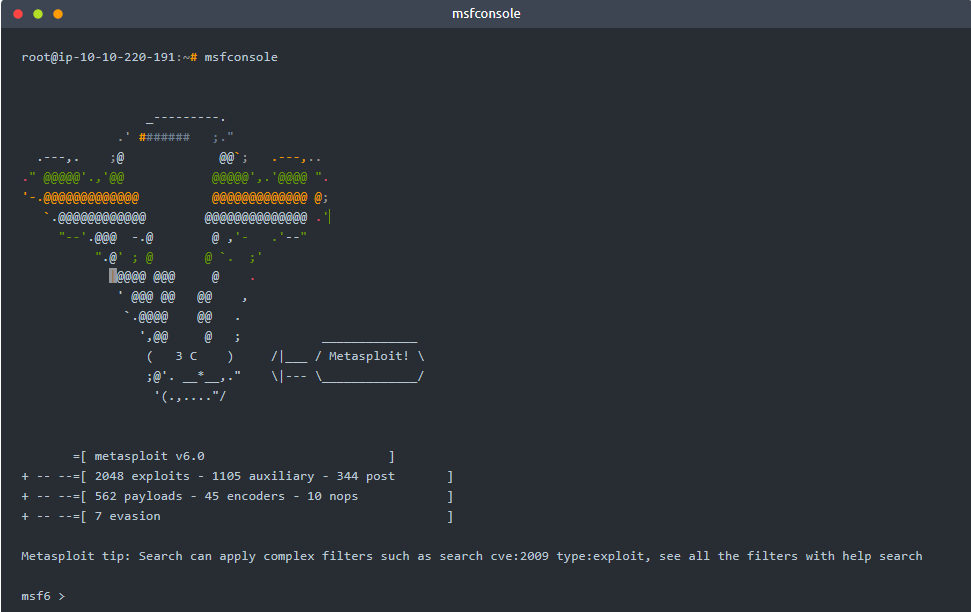 msfconsole
root@ip-10-10-220-191:~# msfconsole
                 _---------.
             .' #######   ;."
  .---,.    ;@             @@`;   .---,..
." @@@@@'.,'@@            @@@@@',.'@@@@ ".
'-.@@@@@@@@@@@@@          @@@@@@@@@@@@@ @;
   `.@@@@@@@@@@@@        @@@@@@@@@@@@@@ .'
     "--'.@@@  -.@        @ ,'-   .'--"
          ".@' ; @       @ `.  ;'
            |@@@@ @@@     @    .
             ' @@@ @@   @@    ,
              `.@@@@    @@   .
                ',@@     @   ;           _____________
                 (   3 C    )     /|___ / Metasploit! \
                 ;@'. __*__,."    \|--- \_____________/
                  '(.,...."/
       =[ metasploit v6.0                         ]
+ -- --=[ 2048 exploits - 1105 auxiliary - 344 post       ]
+ -- --=[ 562 payloads - 45 encoders - 10 nops            ]
+ -- --=[ 7 evasion                                       ]
Metasploit tip: Search can apply complex filters such as search cve:2009 type:exploit, see all the filters with help search
msf6 >